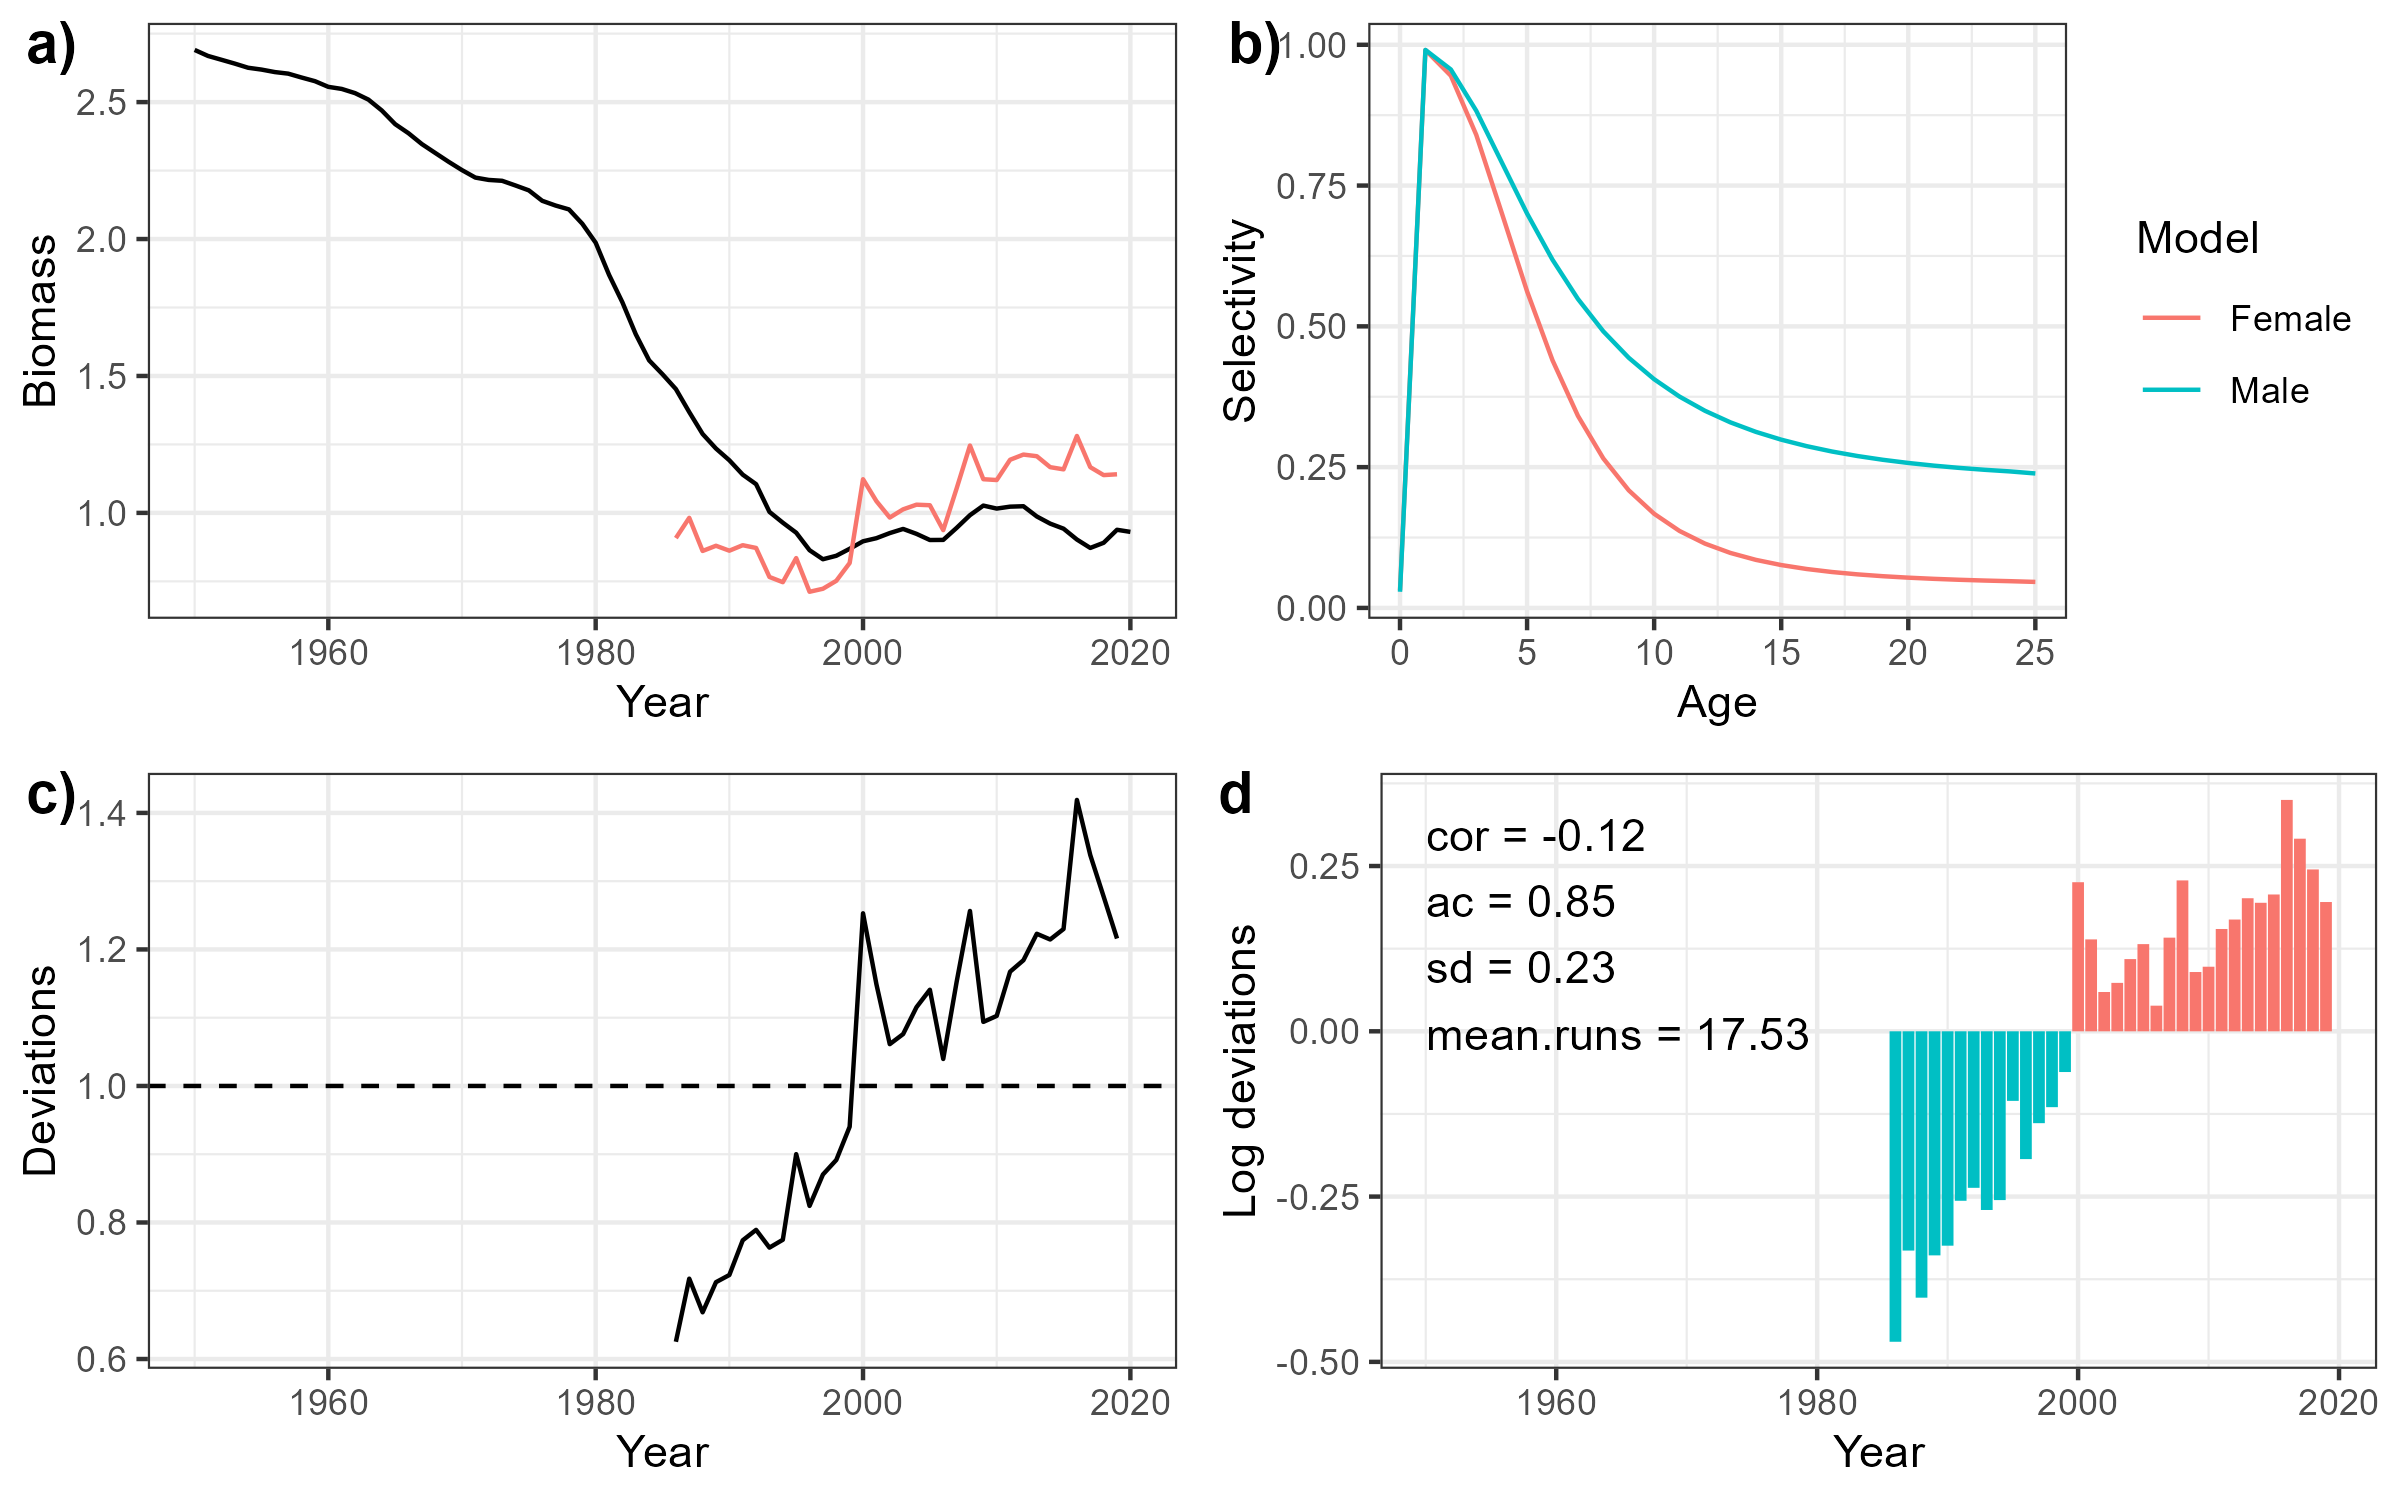 a)
2.5
2.0
1.5
1.0
Biomass
1960 1980 2000 2020
Year
b)
1.00
0.75
0.50
0.25
0.00
Selectivity
0 5 10 15 20 25
Age
Model
Female
Male
c)
1.4
1.2
1.0
0.8
0.6
Deviations
1960 1980 2000 2020
Year
d
cor = -0.12
ac = 0.85
sd = 0.23
mean.runs = 17.53
0.25
0.00
-0.25
-0.50
Log deviations
1960 1980 2000 2020
Year